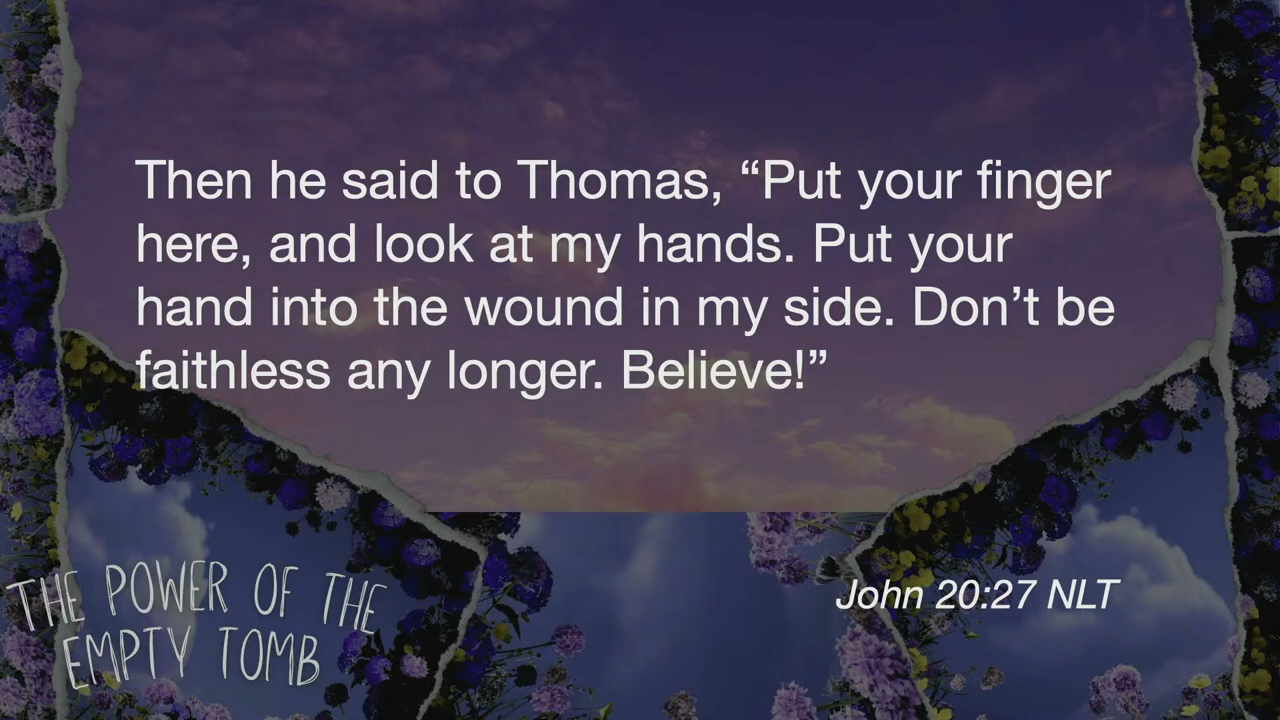 Then he said to Thomas, “Put your finger
here, and look at my hands. Put your
hand into the wound in my side. Don’t be
faithless any longer. Believe!”
John 20:27 NLT
THE POWER OF THE
EMPTY TOMB